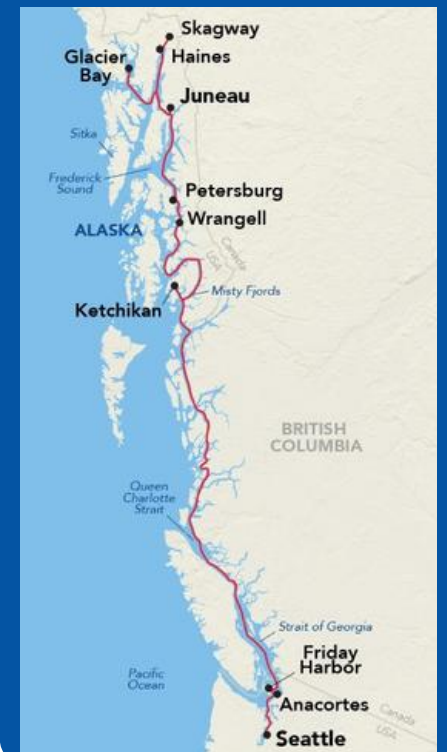 Skagway
Glacier
Bay
Haines
Juneau
Sitka
Frederick
Sound
Petersburg
Wrangell
ALASKA
Canada
USA
Misty Fjords
Ketchikan
BRITISH
COLUMBIA
Queen
Charlotte
Strait
Strait of Georgia
Friday
Harbor
Pacific
Ocean
Anacortes
Canada
USA
Seattle